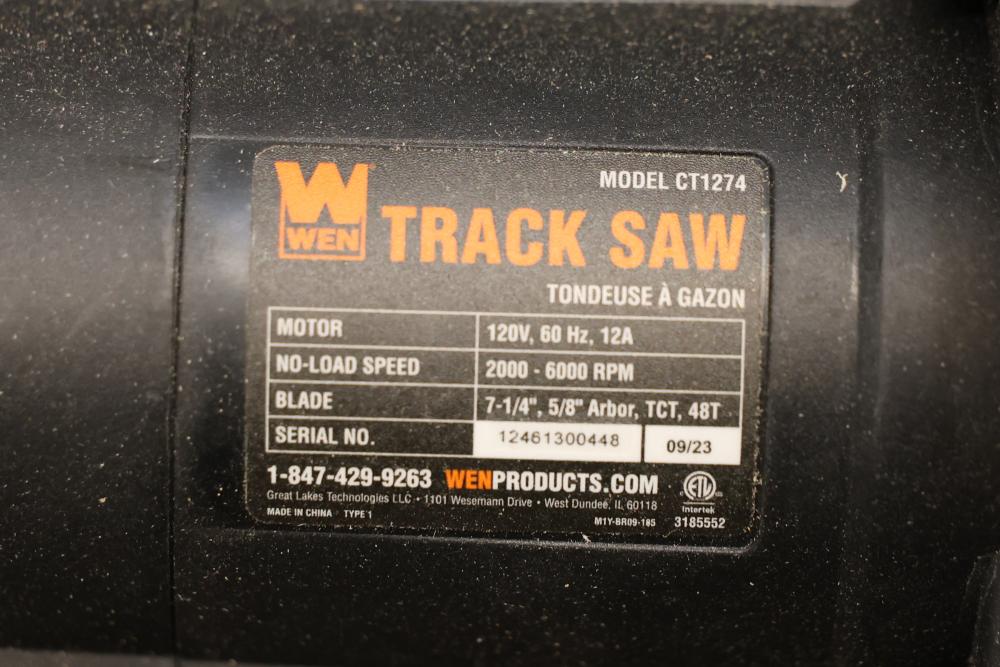 MODEL CT1274
W
WEN
TRACK SAW
TONDEUSE À GAZON
MOTOR 120V, 60 Hz, 12A
NO-LOAD SPEED 2000 - 6000 RPM
BLADE 7-1/4", 5/8" Arbor, TCT, 48T
SERIAL NO. 12461300448 09/23
1-847-429-9263 WENPRODUCTS.COM
Great Lakes Technologies LLC • 1101 Wesemann Drive • West Dundee, IL 60118
MADE IN CHINA TYPE 1
M1Y-BR09-185
ETL
Intertek
3185552